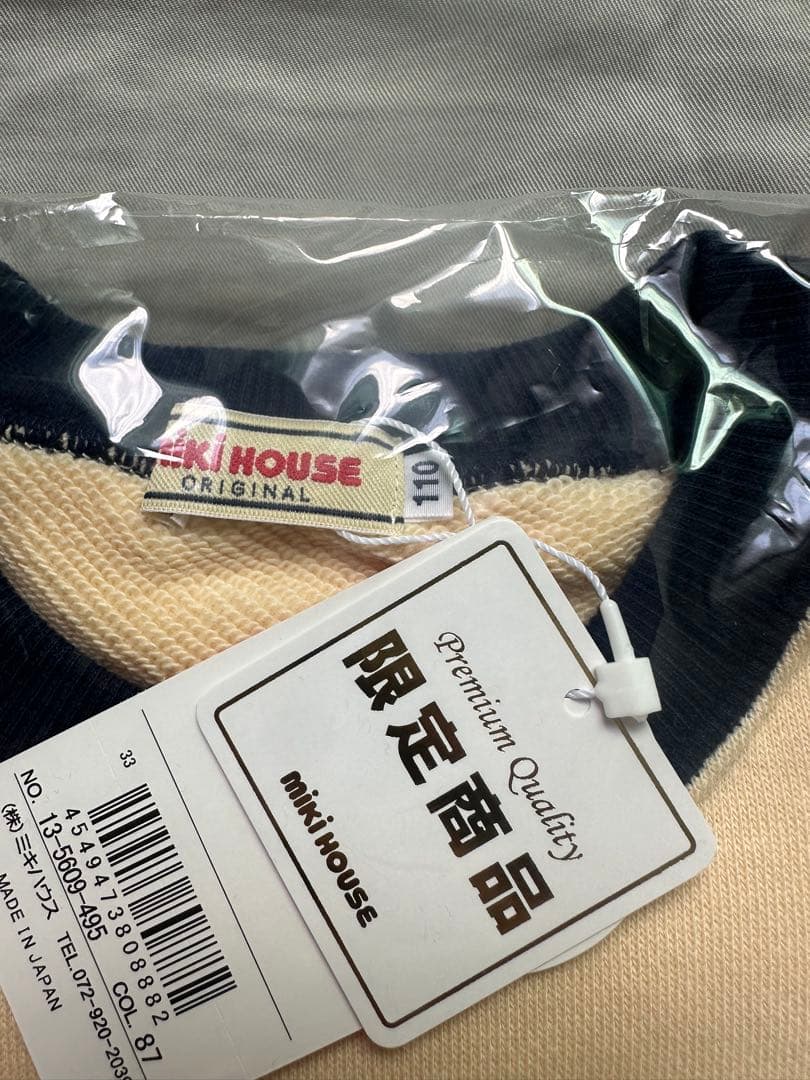 miki HOUSE
ORIGINAL
110
Premium Quality
限定商品
miki HOUSE
33
4549473808882
NO. 13-5609-495 COL. 87
(株)ミキハウス TEL.072-920-203
MADE IN JAPAN